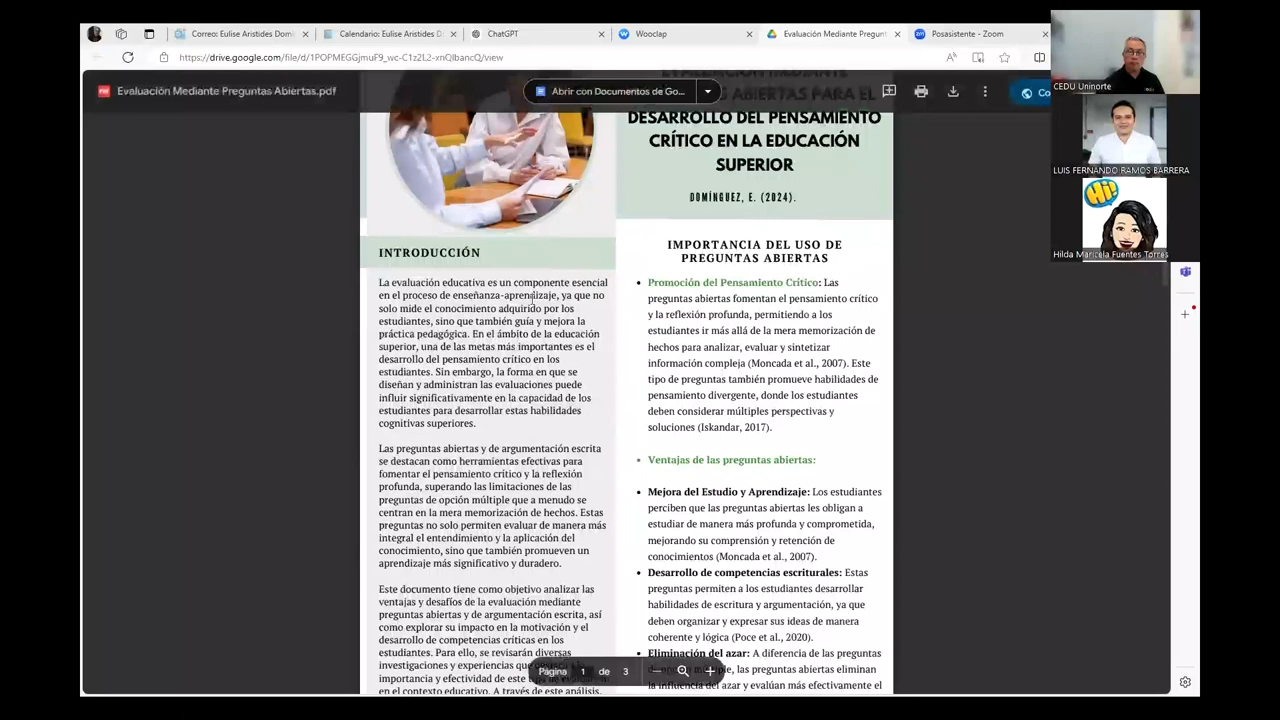 Correo: Eulise Aristides Domí
Calendario: Eulise Aristides D
ChatGPT
Wooclap
Evaluación Mediante Pregunt
Posasistente - Zoom
Evaluación Mediante Preguntas Abiertas.pdf
Abrir con Documentos de Go...
Co
DESARROLLO DEL PENSAMIENTO
CRÍTICO EN LA EDUCACIÓN
SUPERIOR
DOMÍNGUEZ, E. (2024).
INTRODUCCIÓN
La evaluación educativa es un componente esencial
en el proceso de enseñanza-aprendizaje, ya que no
solo mide el conocimiento adquirido por los
estudiantes, sino que también guía y mejora la
práctica pedagógica. En el ámbito de la educación
superior, una de las metas más importantes es el
desarrollo del pensamiento crítico en los
estudiantes. Sin embargo, la forma en que se
diseñan y administran las evaluaciones puede
influir significativamente en la capacidad de los
estudiantes para desarrollar estas habilidades
cognitivas superiores.
Las preguntas abiertas y de argumentación escrita
se destacan como herramientas efectivas para
fomentar el pensamiento crítico y la reflexión
profunda, superando las limitaciones de las
preguntas de opción múltiple que a menudo se
centran en la mera memorización de hechos. Estas
preguntas no solo permiten evaluar de manera más
integral el entendimiento y la aplicación del
conocimiento, sino que también promueven un
aprendizaje más significativo y duradero.
Este documento tiene como objetivo analizar las
ventajas y desafíos de la evaluación mediante
preguntas abiertas y de argumentación escrita, así
como explorar su impacto en la motivación y el
desarrollo de competencias críticas en los
estudiantes. Para ello, se revisarán diversas
investigaciones y experiencias que
importancia y efectividad de este
en el contexto educativo. A través de este análisis,
IMPORTANCIA DEL USO DE
PREGUNTAS ABIERTAS
• Promoción del Pensamiento Crítico: Las
preguntas abiertas fomentan el pensamiento crítico
y la reflexión profunda, permitiendo a los
estudiantes ir más allá de la mera memorización de
hechos para analizar, evaluar y sintetizar
información compleja (Moncada et al., 2007). Este
tipo de preguntas también promueve habilidades de
pensamiento divergente, donde los estudiantes
deben considerar múltiples perspectivas y
soluciones (Iskandar, 2017).
• Ventajas de las preguntas abiertas:
• Mejora del Estudio y Aprendizaje: Los estudiantes
perciben que las preguntas abiertas les obligan a
estudiar de manera más profunda y comprometida,
mejorando su comprensión y retención de
conocimientos (Moncada et al., 2007).
• Desarrollo de competencias escriturales: Estas
preguntas permiten a los estudiantes desarrollar
habilidades de escritura y argumentación, ya que
deben organizar y expresar sus ideas de manera
coherente y lógica (Poce et al., 2020).
• Eliminación del azar: A diferencia de las preguntas
las preguntas abiertas eliminan
la influencia del azar y evalúan más efectivamente el
Página 1 de 3
CEDU Uninorte
LUIS FERNANDO RAMOS BARRERA
Hi!
Hilda Maricela Fuentes Torres